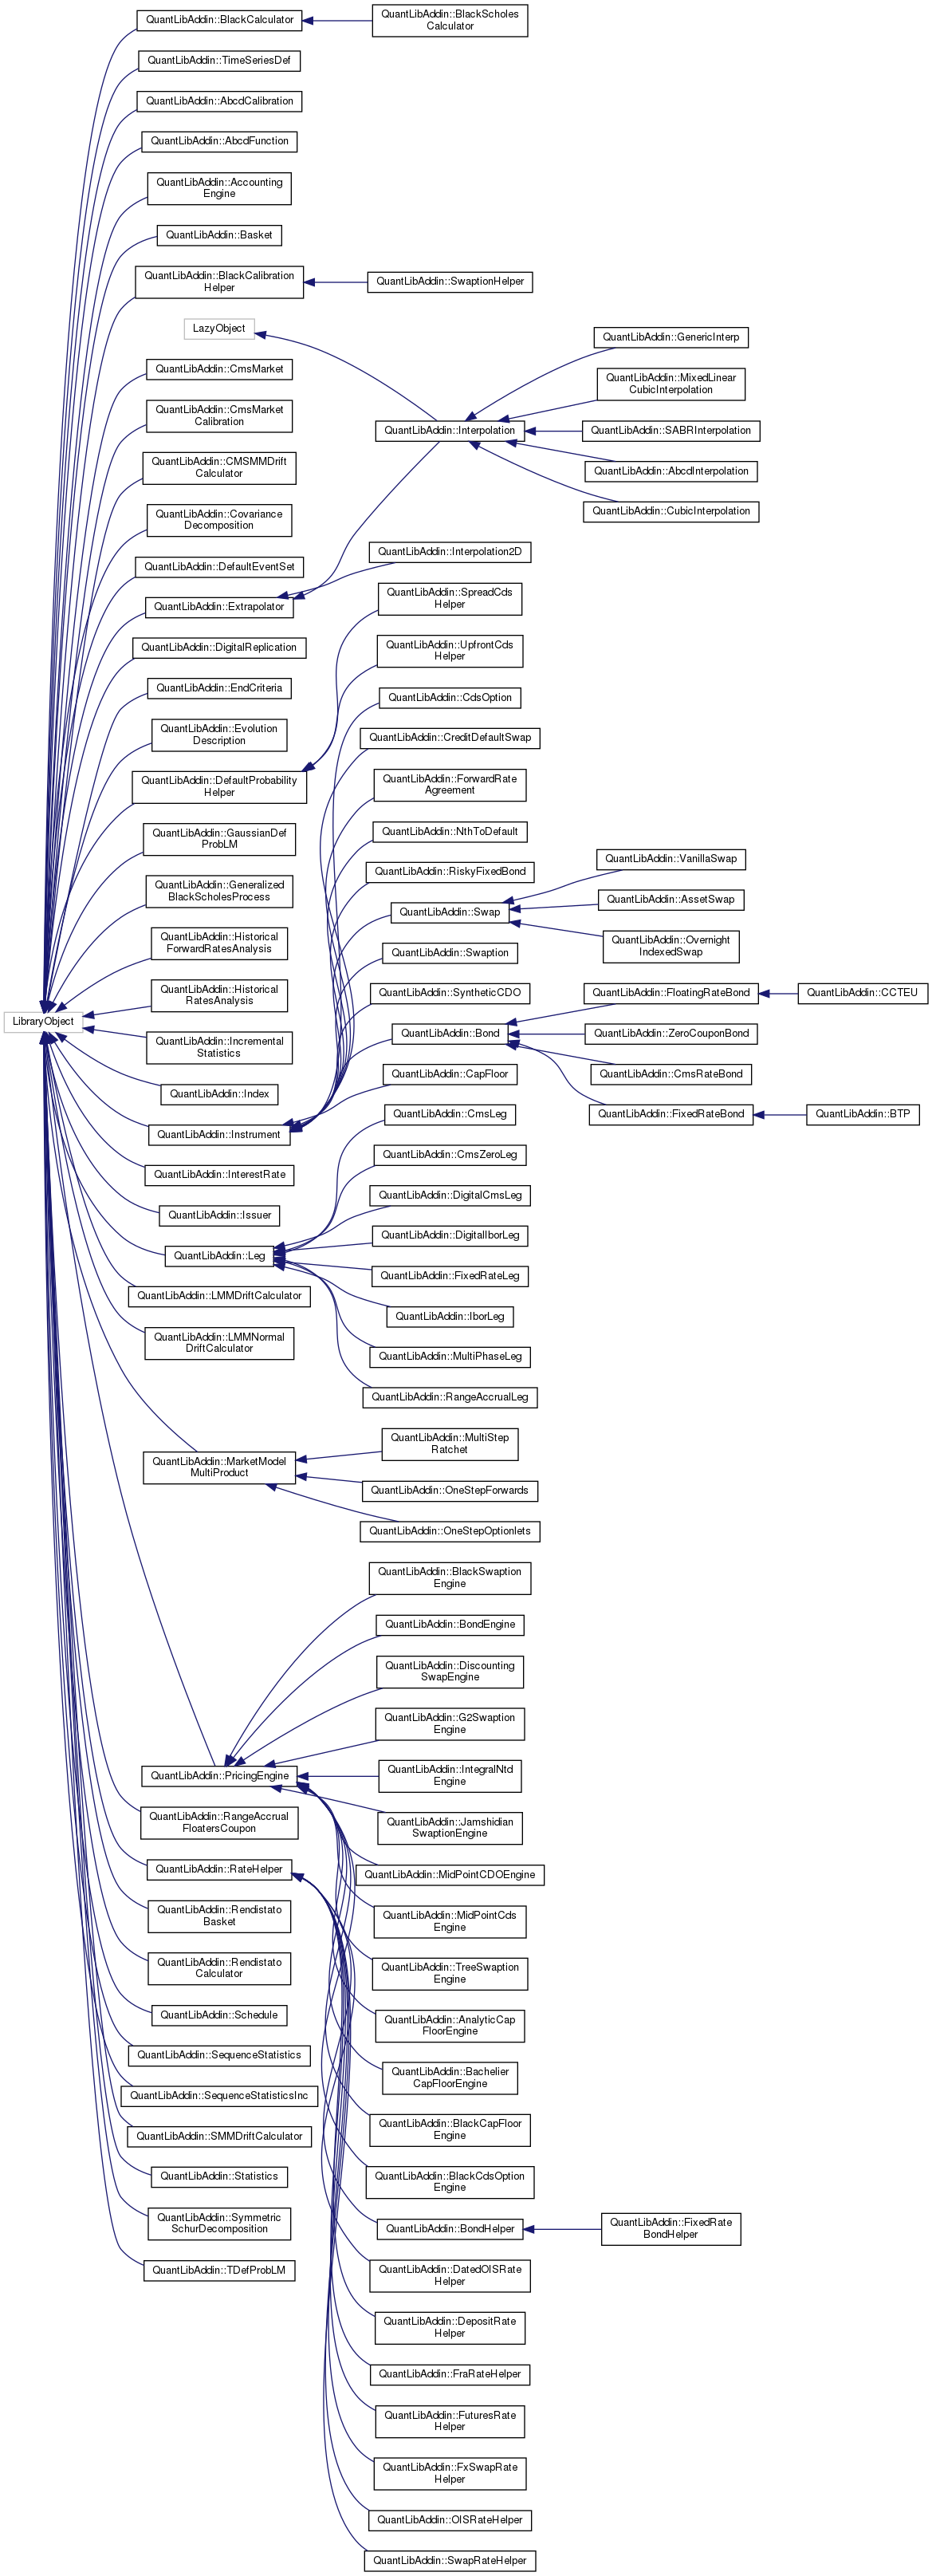 QuantLibAddin::BlackCalculator
QuantLibAddin::BlackScholes
Calculator
QuantLibAddin::TimeSeriesDef
QuantLibAddin::AbcdCalibration
QuantLibAddin::AbcdFunction
QuantLibAddin::Accounting
Engine
QuantLibAddin::Basket
QuantLibAddin::BlackCalibration
Helper
QuantLibAddin::SwaptionHelper
LazyObject
QuantLibAddin::GenericInterp
QuantLibAddin::CmsMarket
QuantLibAddin::MixedLinear
CubicInterpolation
QuantLibAddin::CmsMarket
Calibration
QuantLibAddin::Interpolation
QuantLibAddin::SABRInterpolation
QuantLibAddin::CMSMMDrift
Calculator
QuantLibAddin::AbcdInterpolation
QuantLibAddin::Covariance
Decomposition
QuantLibAddin::CubicInterpolation
QuantLibAddin::DefaultEventSet
QuantLibAddin::Interpolation2D
QuantLibAddin::Extrapolator
QuantLibAddin::SpreadCds
Helper
QuantLibAddin::DigitalReplication
QuantLibAddin::UpfrontCds
Helper
QuantLibAddin::EndCriteria
QuantLibAddin::CdsOption
QuantLibAddin::Evolution
Description
QuantLibAddin::CreditDefaultSwap
QuantLibAddin::DefaultProbability
Helper
QuantLibAddin::ForwardRate
Agreement
QuantLibAddin::GaussianDef
ProbLM
QuantLibAddin::NthToDefault
QuantLibAddin::Generalized
BlackScholesProcess
QuantLibAddin::RiskyFixedBond
QuantLibAddin::VanillaSwap
QuantLibAddin::Swap
QuantLibAddin::AssetSwap
QuantLibAddin::Historical
ForwardRatesAnalysis
QuantLibAddin::Swaption
QuantLibAddin::Overnight
IndexedSwap
QuantLibAddin::Historical
RatesAnalysis
QuantLibAddin::SyntheticCDO
QuantLibAddin::FloatingRateBond
QuantLibAddin::CCTEU
LibraryObject
QuantLibAddin::Incremental
Statistics
QuantLibAddin::Bond
QuantLibAddin::ZeroCouponBond
QuantLibAddin::Index
QuantLibAddin::CapFloor
QuantLibAddin::CmsRateBond
QuantLibAddin::Instrument
QuantLibAddin::CmsLeg
QuantLibAddin::FixedRateBond
QuantLibAddin::BTP
QuantLibAddin::InterestRate
QuantLibAddin::CmsZeroLeg
QuantLibAddin::Issuer
QuantLibAddin::DigitalCmsLeg
QuantLibAddin::Leg
QuantLibAddin::DigitalIborLeg
QuantLibAddin::FixedRateLeg
QuantLibAddin::LMMDriftCalculator
QuantLibAddin::IborLeg
QuantLibAddin::LMMNormal
DriftCalculator
QuantLibAddin::MultiPhaseLeg
QuantLibAddin::RangeAccrualLeg
QuantLibAddin::MultiStep
Ratchet
QuantLibAddin::MarketModel
MultiProduct
QuantLibAddin::OneStepForwards
QuantLibAddin::OneStepOptionlets
QuantLibAddin::BlackSwaption
Engine
QuantLibAddin::BondEngine
QuantLibAddin::Discounting
SwapEngine
QuantLibAddin::G2Swaption
Engine
QuantLibAddin::PricingEngine
QuantLibAddin::IntegralNtd
Engine
QuantLibAddin::RangeAccrual
FloatersCoupon
QuantLibAddin::Jamshidian
SwaptionEngine
QuantLibAddin::RateHelper
QuantLibAddin::MidPointCDOEngine
QuantLibAddin::Rendistato
Basket
QuantLibAddin::MidPointCds
Engine
QuantLibAddin::Rendistato
Calculator
QuantLibAddin::TreeSwaption
Engine
QuantLibAddin::Schedule
QuantLibAddin::AnalyticCap
FloorEngine
QuantLibAddin::SequenceStatistics
QuantLibAddin::Bachelier
CapFloorEngine
QuantLibAddin::SequenceStatisticsInc
QuantLibAddin::BlackCapFloor
Engine
QuantLibAddin::SMMDriftCalculator
QuantLibAddin::BlackCdsOption
Engine
QuantLibAddin::Statistics
QuantLibAddin::Symmetric
SchurDecomposition
QuantLibAddin::BondHelper
QuantLibAddin::FixedRate
BondHelper
QuantLibAddin::TDefProbLM
QuantLibAddin::DatedOISRate
Helper
QuantLibAddin::DepositRate
Helper
QuantLibAddin::FraRateHelper
QuantLibAddin::FuturesRate
Helper
QuantLibAddin::FxSwapRate
Helper
QuantLibAddin::OISRateHelper
QuantLibAddin::SwapRateHelper